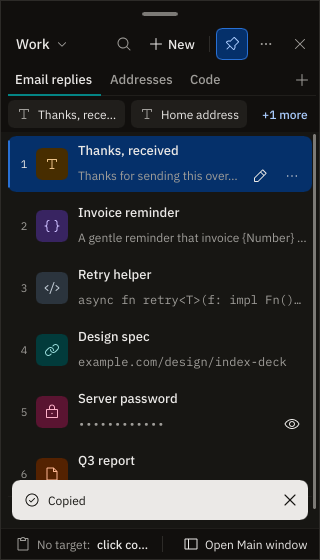 Work
New
Email replies Addresses Code
Thanks, rece... Home address +1 more
1 T Thanks, received
Thanks for sending this over...
2 { } Invoice reminder
A gentle reminder that invoice {Number} ...
3 </> Retry helper
async fn retry<T>(f: impl Fn()...
4 Design spec
example.com/design/index-deck
5 Server password
••••••••••••
6 Q3 report
Copied
No target: click co... Open Main window